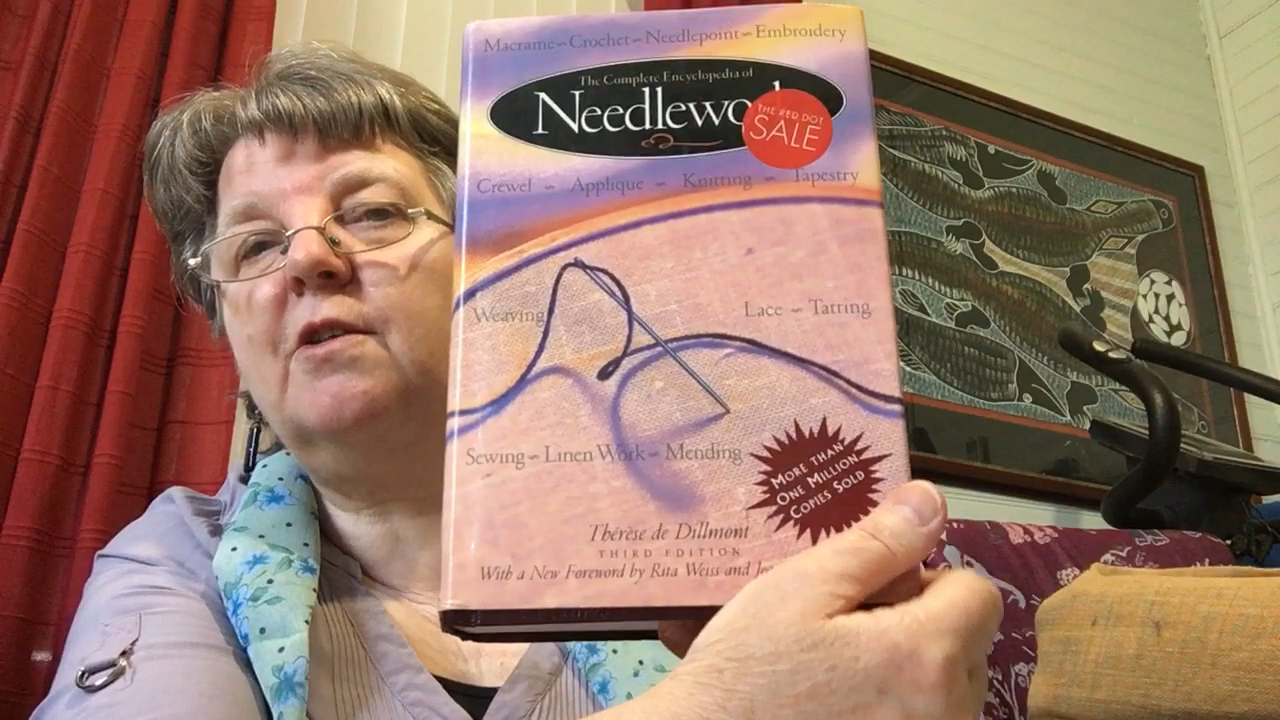 Macrame~Crochet~Needlepoint~Embroidery
The Complete Encyclopedia of
Needlewo
THE RED DOT
SALE
Crewel ~ Applique ~ Knitting ~ Tapestry
Weaving
Lace ~ Tatting
Sewing~Linen Work~Mending
MORE THAN
ONE MILLION
COPIES SOLD
Thérèse de Dillmont
THIRD EDITION
With a New Foreword by Rita Weiss and